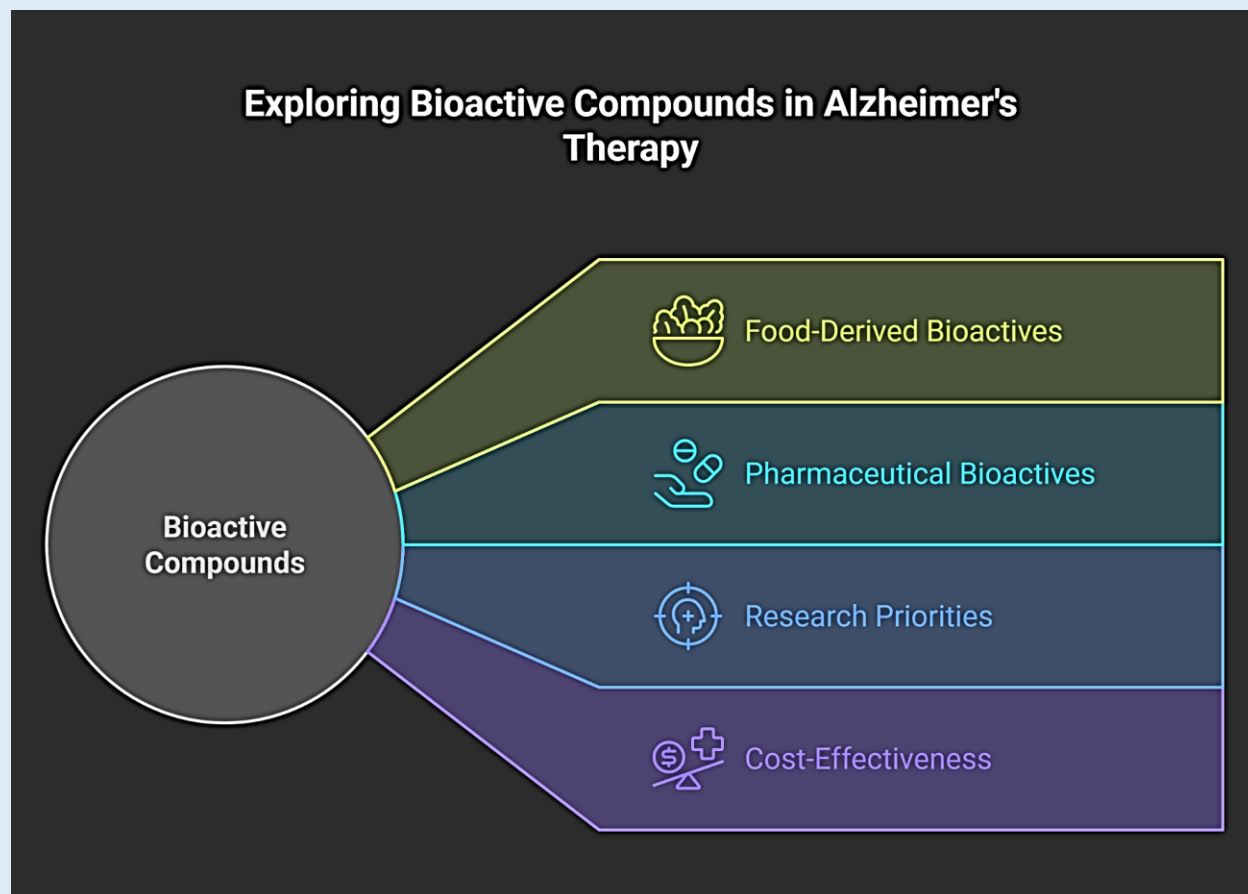 Exploring Bioactive Compounds in Alzheimer's
Therapy
Bioactive
Compounds
Food-Derived Bioactives
Pharmaceutical Bioactives
Research Priorities
Cost-Effectiveness